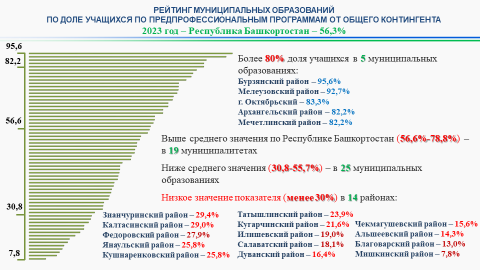 РЕЙТИНГ МУНИЦИПАЛЬНЫХ ОБРАЗОВАНИЙ
ПО ДОЛЕ УЧАЩИХСЯ ПО ПРЕДПРОФЕССИОНАЛЬНЫМ ПРОГРАММАМ ОТ ОБЩЕГО КОНТИНГЕНТА
2023 год – Республика Башкортостан – 56,3%
95,6
82,2
56,6
30,8
7,8
Более 80% доля учащихся в 5 муниципальных
образованиях:
Бурзянский район – 95,6%
Мелеузовский район – 92,7%
г. Октябрьский – 83,3%
Архангельский район – 82,2%
Мечетлинский район – 82,2%
Выше среднего значения по Республике Башкортостан (56,6%-78,8%) –
в 19 муниципалитетах
Ниже среднего значения (30,8-55,7%) – в 25 муниципальных
образованиях
Низкое значение показателя (менее 30%) в 14 районах:
Зианчуринский район – 29,4%
Калтасинский район – 29,0%
Федоровский район – 27,9%
Янаульский район – 25,8%
Кушнаренковский район – 25,8%
Татышлинский район – 23,9%
Кугарчинский район – 21,6%
Илишевский район – 19,0%
Салаватский район – 18,1%
Дуванский район – 16,4%
Чекмагушевский район – 15,6%
Альшеевский район – 14,3%
Благоварский район – 13,0%
Мишкинский район – 7,8%